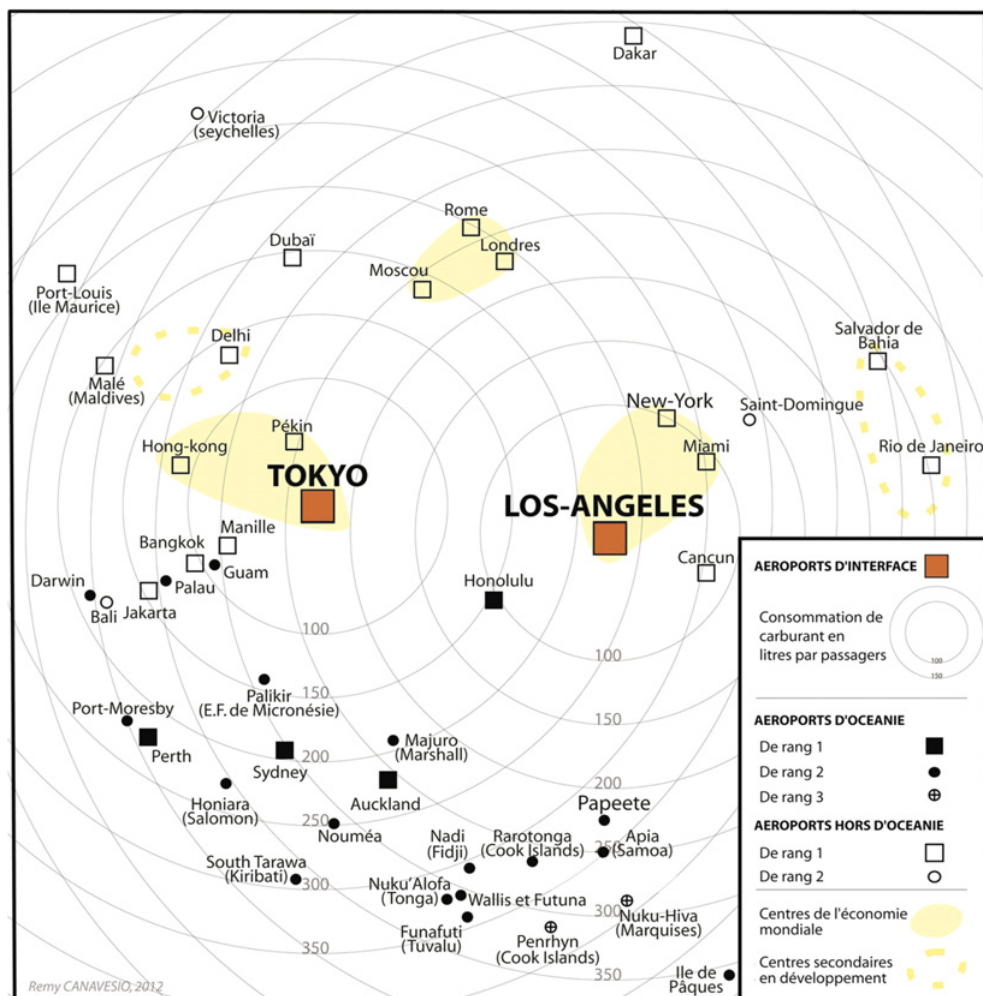 Dakar
Victoria
(seychelles)
Rome
Londres
Dubaï
Moscou
Port-Louis
(Ile Maurice)
Delhi
Salvador de
Bahia
Malé
(Maldives)
New-York
Saint-Domingue
Pékin
Hong-kong
Miami
Rio de Janeiro
TOKYO
LOS-ANGELES
Manille
Bangkok
Cancun
Guam
Darwin
Palau
Honolulu
Bali
Jakarta
100
100
Palikir
(E.F. de Micronésie)
150
150
Port-Moresby
Perth
Sydney
200
Majuro
(Marshall)
200
Auckland
Honiara
(Salomon)
250
Papeete
Nouméa
Nadi
(Fidji)
Rarotonga
(Cook Islands)
250
Apia
(Samoa)
South Tarawa
(Kiribati)
300
Nuku'Alofa
(Tonga)
Wallis et Futuna
300
Nuku-Hiva
(Marquises)
Funafuti
(Tuvalu)
Penrhyn
(Cook Islands)
350
350
Ile de
Pâques
Remy CANAVESIO, 2012
AEROPORTS D'INTERFACE
Consommation de
carburant en
litres par passagers
100
150
AEROPORTS D'OCEANIE
De rang 1
De rang 2
De rang 3
AEROPORTS HORS D'OCEANIE
De rang 1
De rang 2
Centres de l'économie
mondiale
Centres secondaires
en développement